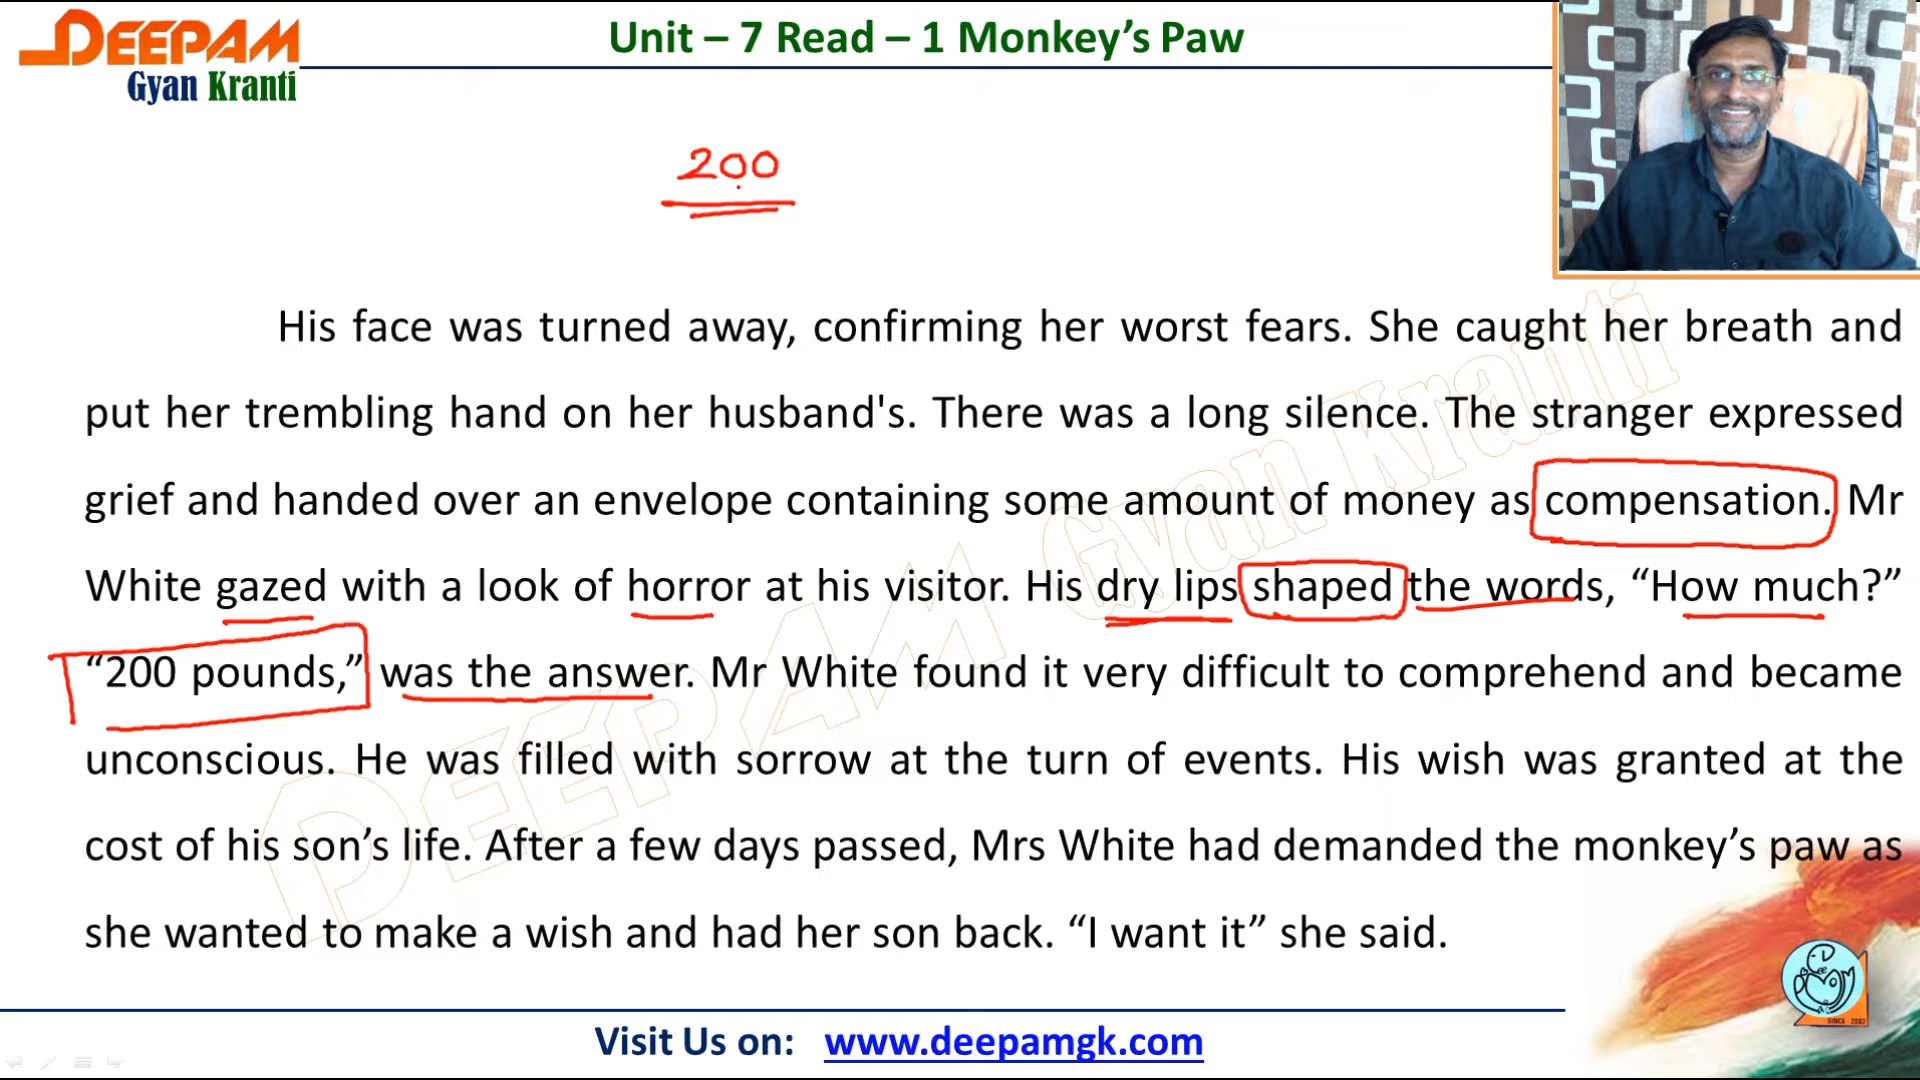 DEEPAM
Gyan Kranti
Unit – 7 Read – 1 Monkey’s Paw
200
His face was turned away, confirming her worst fears. She caught her breath and
put her trembling hand on her husband's. There was a long silence. The stranger expressed
grief and handed over an envelope containing some amount of money as compensation. Mr
White gazed with a look of horror at his visitor. His dry lips shaped the words, “How much?”
“200 pounds,” was the answer. Mr White found it very difficult to comprehend and became
unconscious. He was filled with sorrow at the turn of events. His wish was granted at the
cost of his son’s life. After a few days passed, Mrs White had demanded the monkey’s paw as
she wanted to make a wish and had her son back. “I want it” she said.
DEEPAM Gyan Kranti
Visit Us on: www.deepamgk.com
SINCE - 2002